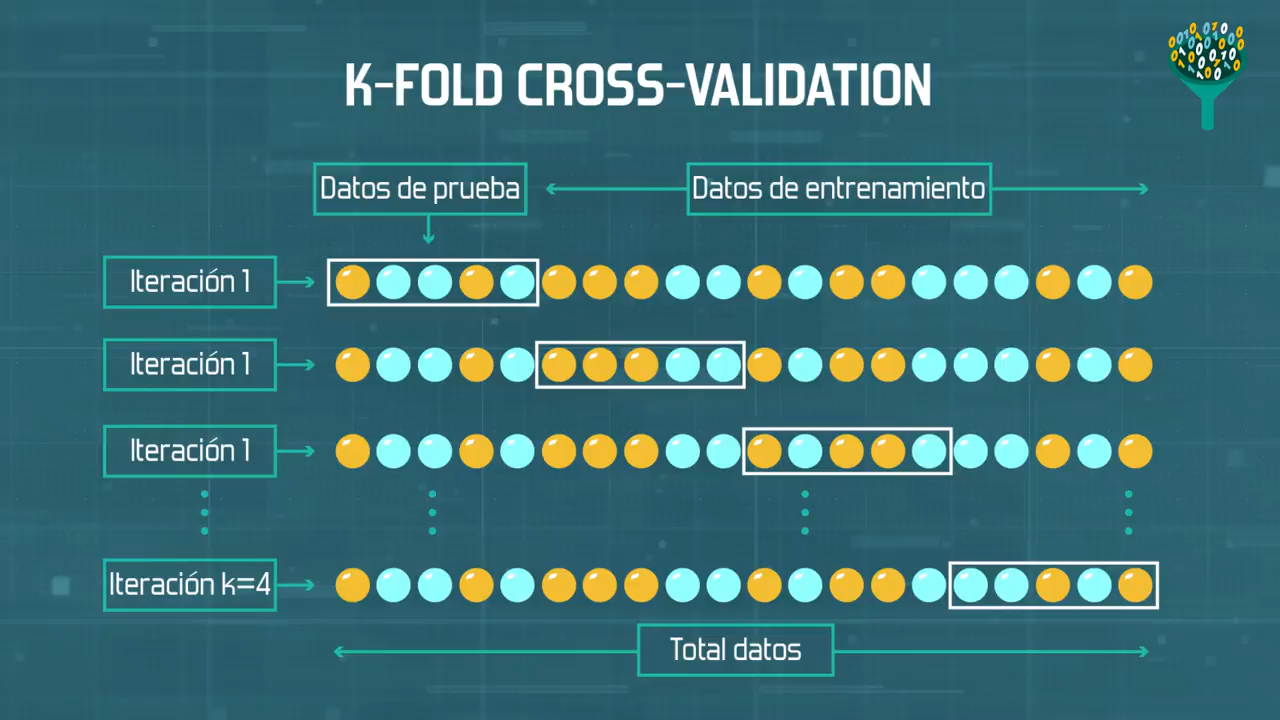 K-FOLD CROSS-VALIDATION
Datos de prueba
Datos de entrenamiento
Iteración 1
Iteración 1
Iteración 1
Iteración k=4
Total datos